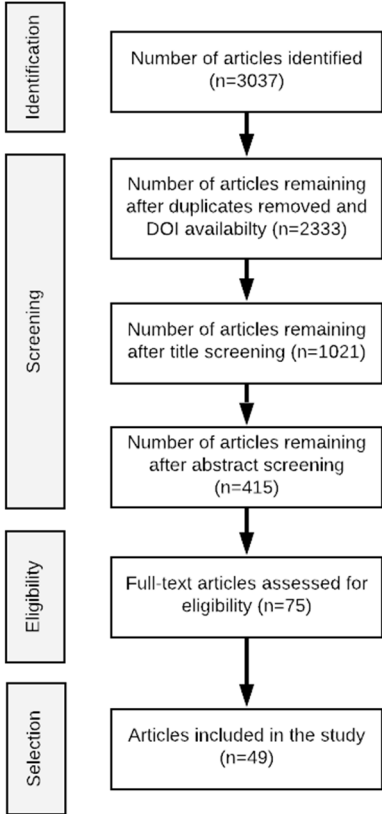 Identification
Number of articles identified
(n=3037)
Screening
Number of articles remaining
after duplicates removed and
DOI availabilty (n=2333)
Number of articles remaining
after title screening (n=1021)
Number of articles remaining
after abstract screening
(n=415)
Eligibility
Full-text articles assessed for
eligibility (n=75)
Selection
Articles included in the study
(n=49)